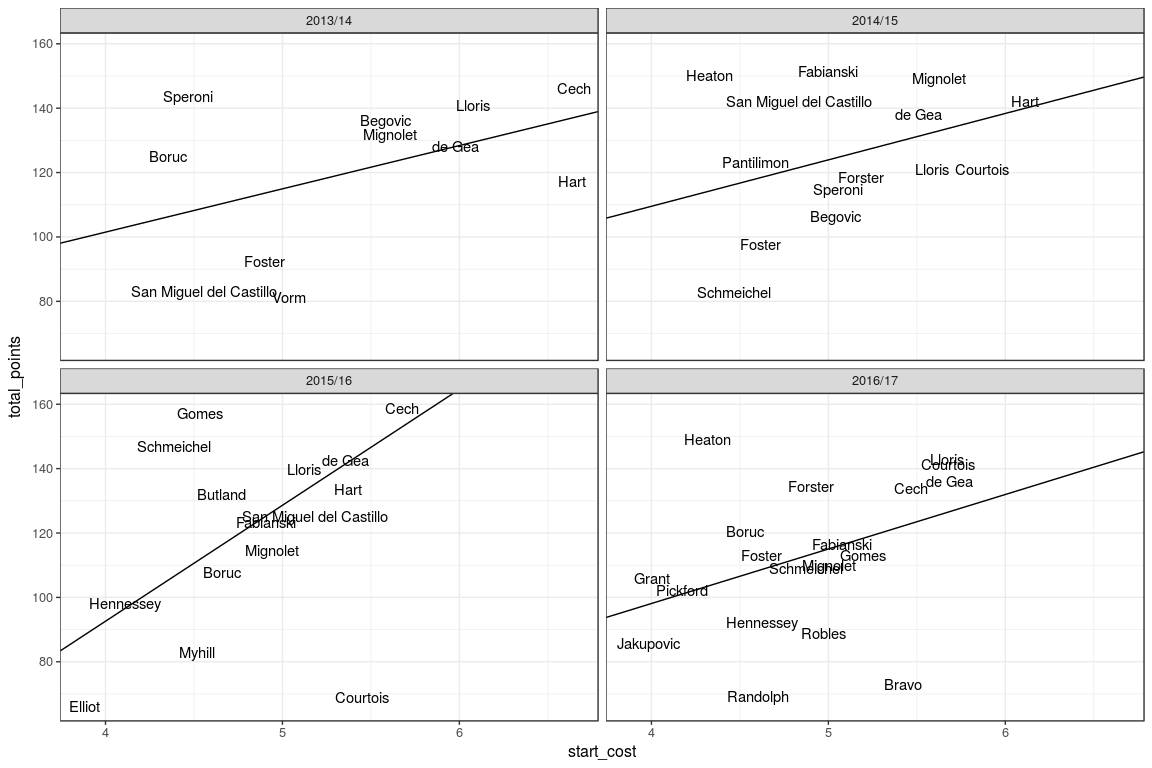 2013/14
2014/15
160
140
120
100
80
Cech
Speroni
Lloris
Begovic
Mignolet
de Gea
Boruc
Hart
Foster
San Miguel del Castillo
Vorm
Fabianski
Heaton
Mignolet
San Miguel del Castillo
Hart
de Gea
Pantilimon
Lloris
Courtois
Forster
Speroni
Begovic
Foster
Schmeichel
total_points
2015/16
2016/17
160
140
120
100
80
Cech
Gomes
Schmeichel
de Gea
Lloris
Hart
Butland
San Miguel del Castillo
Fabianski
Mignolet
Boruc
Hennessey
Myhill
Courtois
Elliot
Heaton
Lloris
Courtois
de Gea
Forster
Cech
Boruc
Fabianski
Foster
Gomes
Mignolet
Schmeichel
Grant
Pickford
Hennessey
Robles
Jakupovic
Bravo
Randolph
4
5
6
4
5
6
start_cost